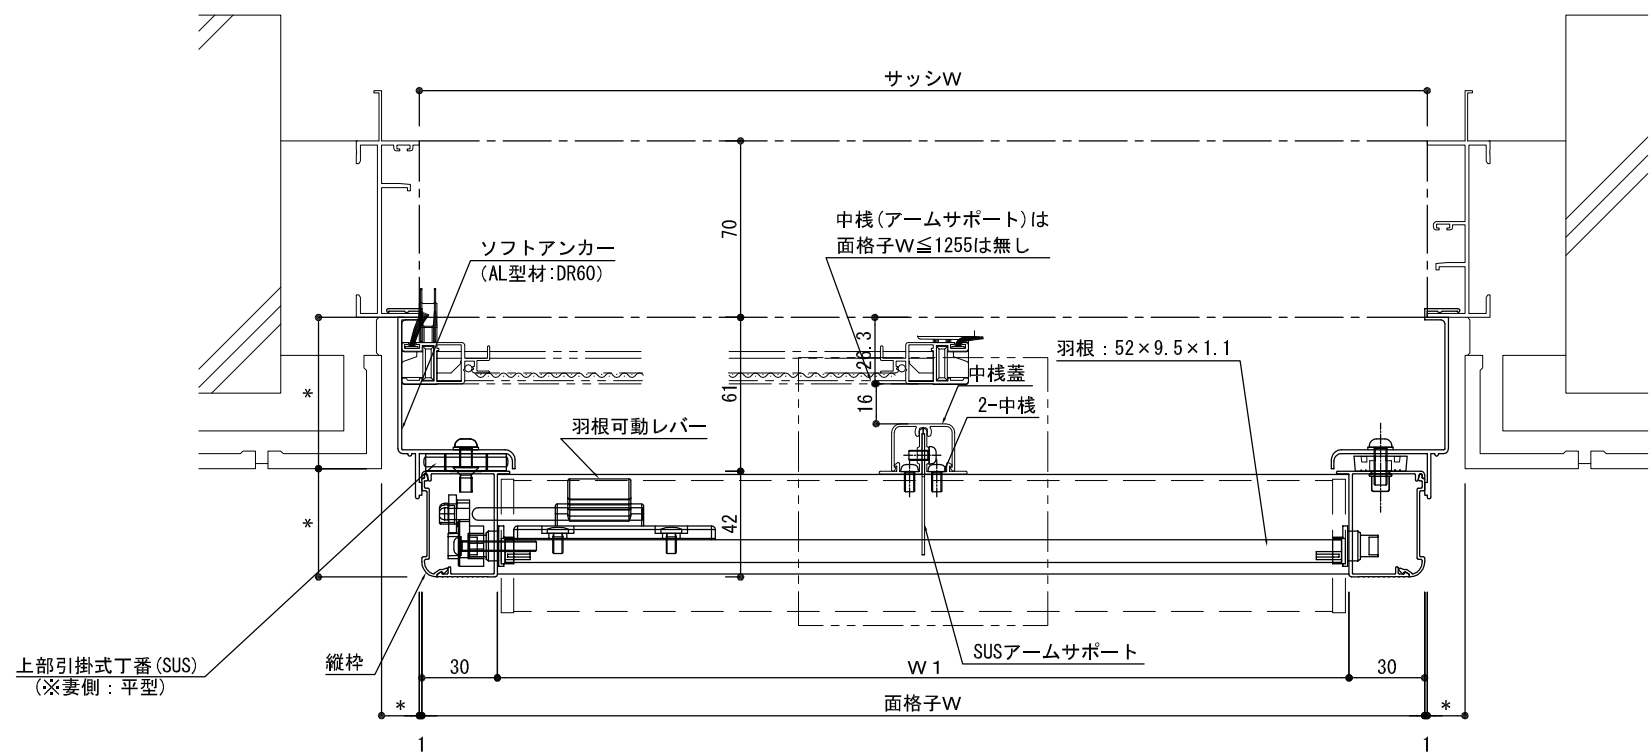 サッシW
70
中桟(アームサポート)は
面格子W≦1255は無し
ソフトアンカー
(AL型材:DR60)
23.3
羽根：52×9.5×1.1
中桟蓋
*
61
16
2-中桟
羽根可動レバー
*
42
上部引掛式丁番(SUS)
(※妻側：平型)
縦枠
30
W1
SUSアームサポート
30
*
面格子W
*
1
1